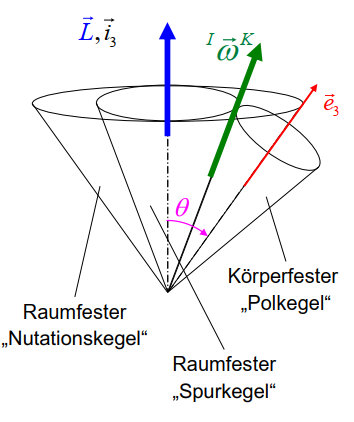 L⃗, i⃗₃
ᴵω⃗ᴷ
e⃗₃
θ
Körperfester
„Polkegel“
Raumfester
„Nutationskegel“
Raumfester
„Spurkegel“